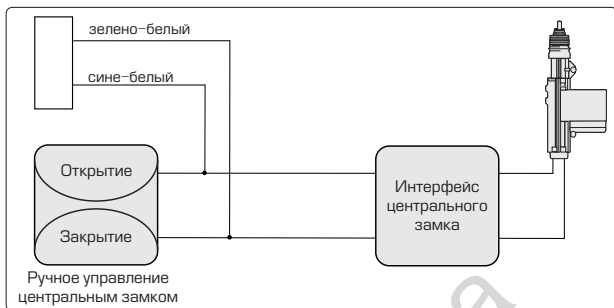 зелено-белый
сине-белый
Открытие
Закрытие
Ручное управление
центральным замком
Интерфейс
центрального
замка
а